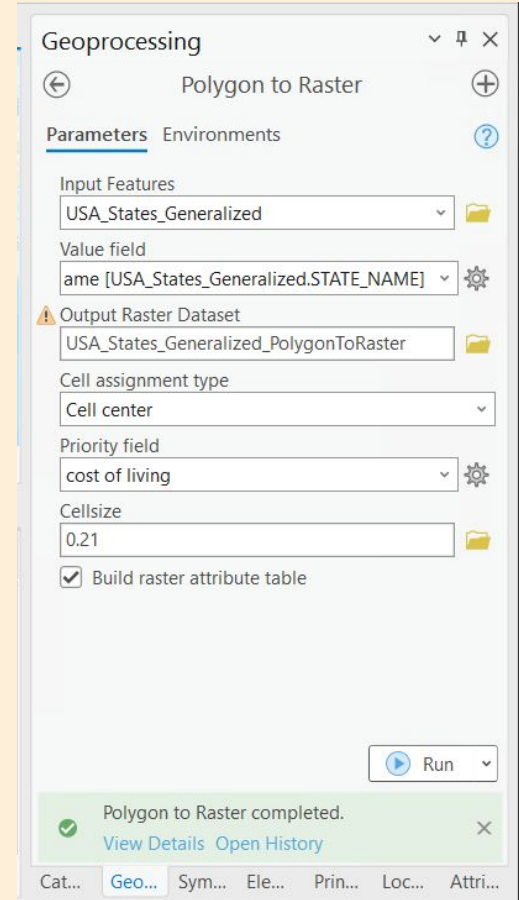 Geoprocessing
Polygon to Raster
Parameters Environments
Input Features
USA_States_Generalized
Value field
ame [USA_States_Generalized.STATE_NAME]
Output Raster Dataset
USA_States_Generalized_PolygonToRaster
Cell assignment type
Cell center
Priority field
cost of living
Cellsize
0.21
Build raster attribute table
Run
Polygon to Raster completed.
View Details Open History
Cat... Geo... Sym... Ele... Prin... Loc... Attri...